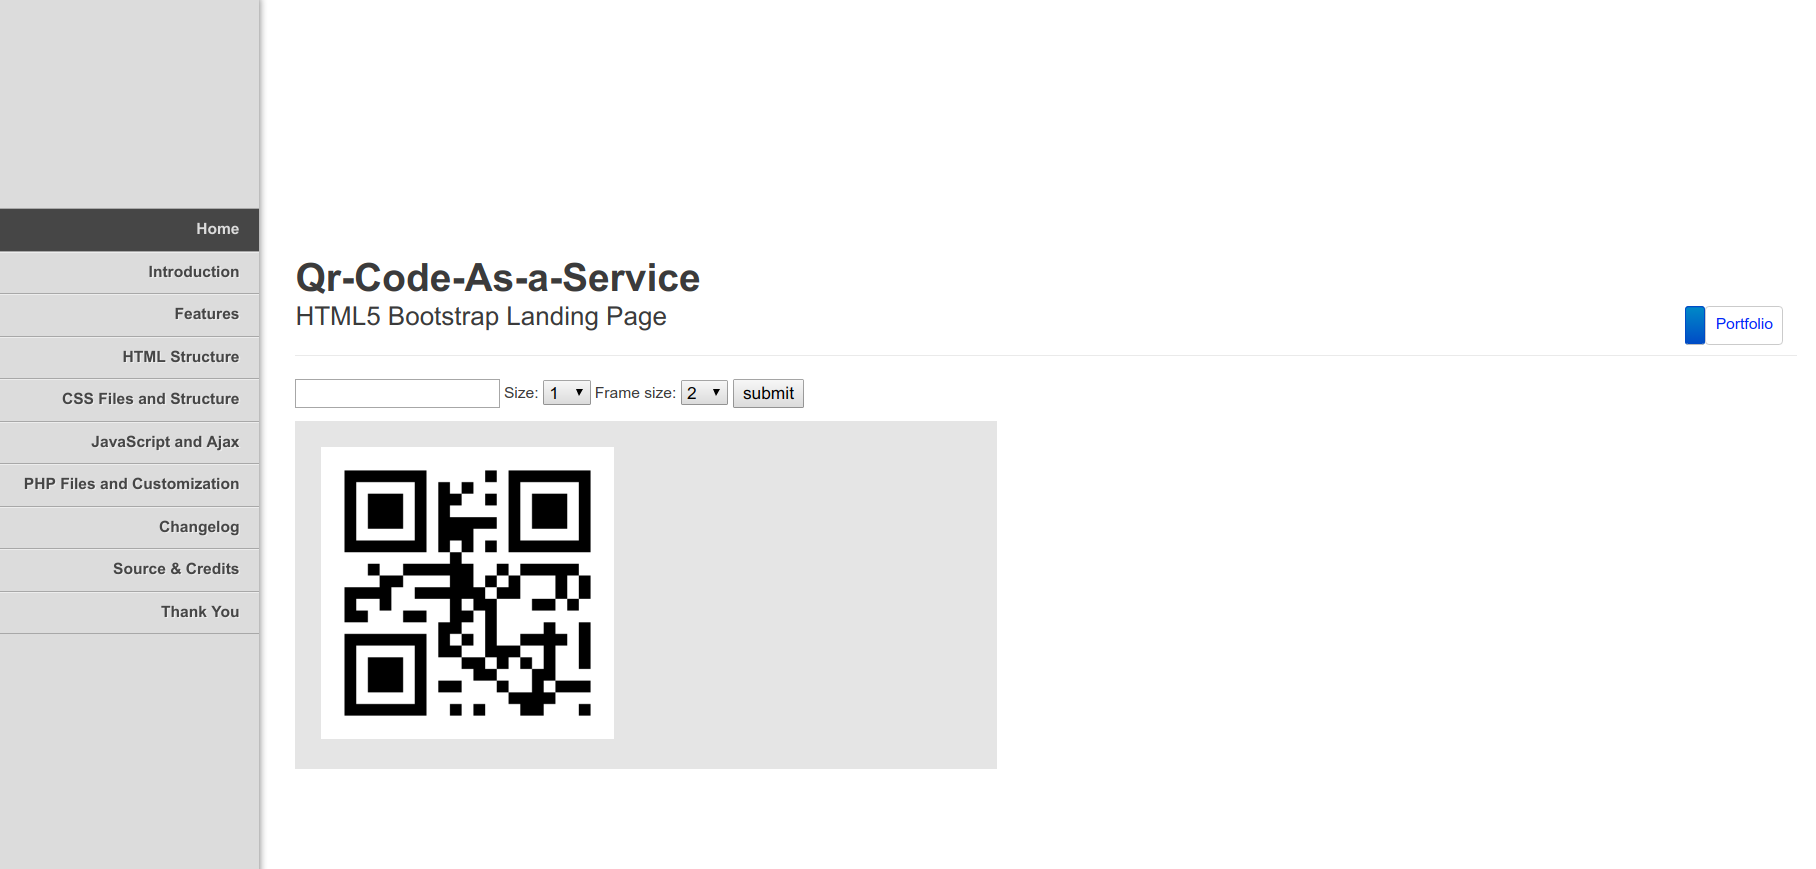 Home
Introduction
Features
HTML Structure
CSS Files and Structure
JavaScript and Ajax
PHP Files and Customization
Changelog
Source & Credits
Thank You
Qr-Code-As-a-Service
HTML5 Bootstrap Landing Page
Portfolio
Size: 1 Frame size: 2 submit